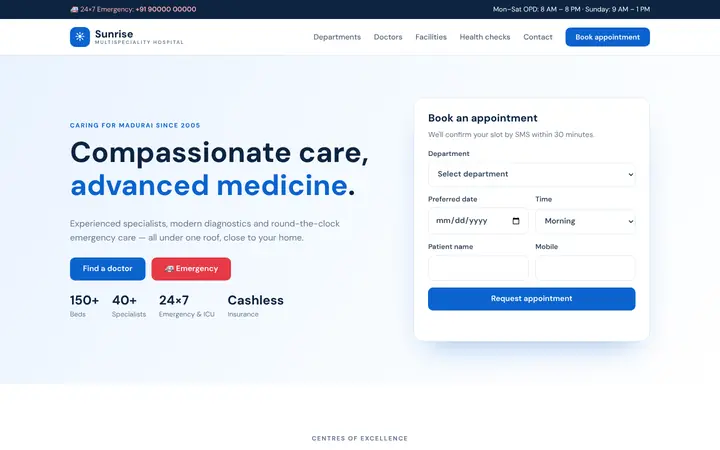 🚑 24×7 Emergency: +91 90000 00000
Mon–Sat OPD: 8 AM – 8 PM · Sunday: 9 AM – 1 PM
Sunrise
MULTISPECIALITY HOSPITAL
Departments Doctors Facilities Health checks Contact Book appointment
CARING FOR MADURAI SINCE 2005
Compassionate care,
advanced medicine.
Experienced specialists, modern diagnostics and round-the-clock
emergency care — all under one roof, close to your home.
Find a doctor 🚑 Emergency
150+ 40+ 24×7 Cashless
Beds Specialists Emergency & ICU Insurance
Book an appointment
We'll confirm your slot by SMS within 30 minutes.
Department
Select department
Preferred date Time
mm/dd/yyyy Morning
Patient name Mobile
Request appointment
CENTRES OF EXCELLENCE